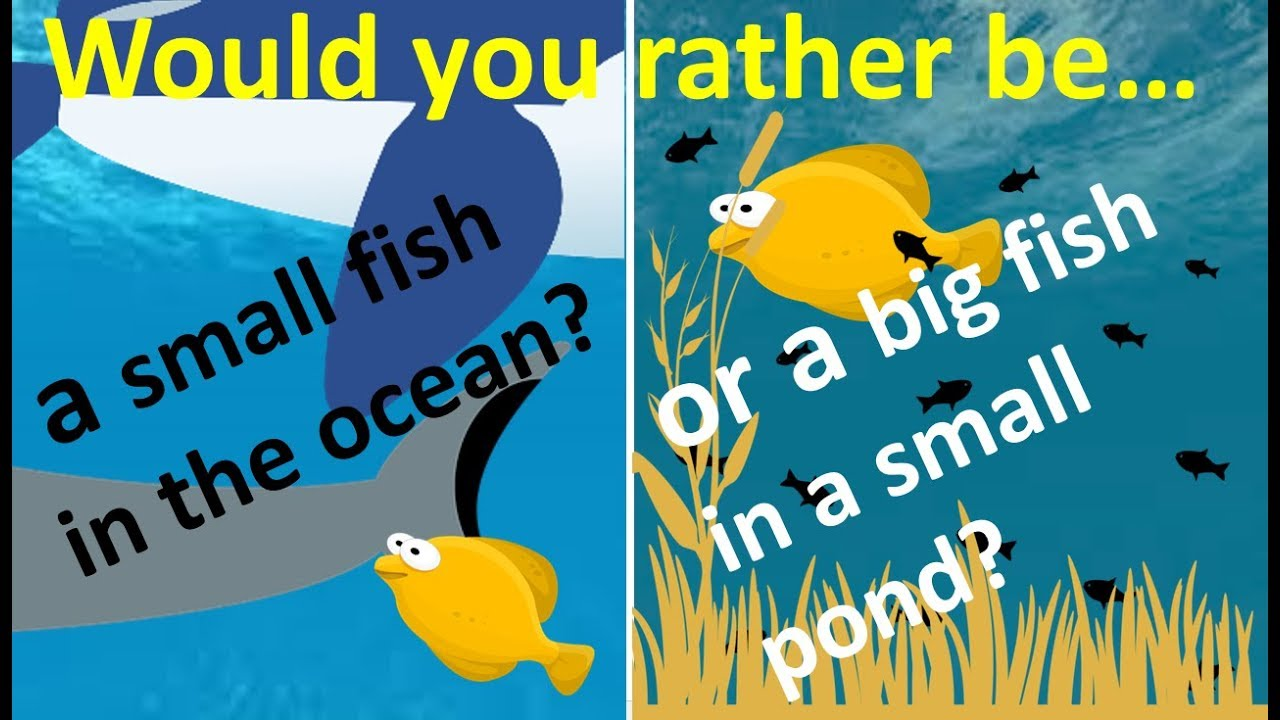 Would you rather be...
a small fish
in the ocean?
or a big fish
in a small
pond?